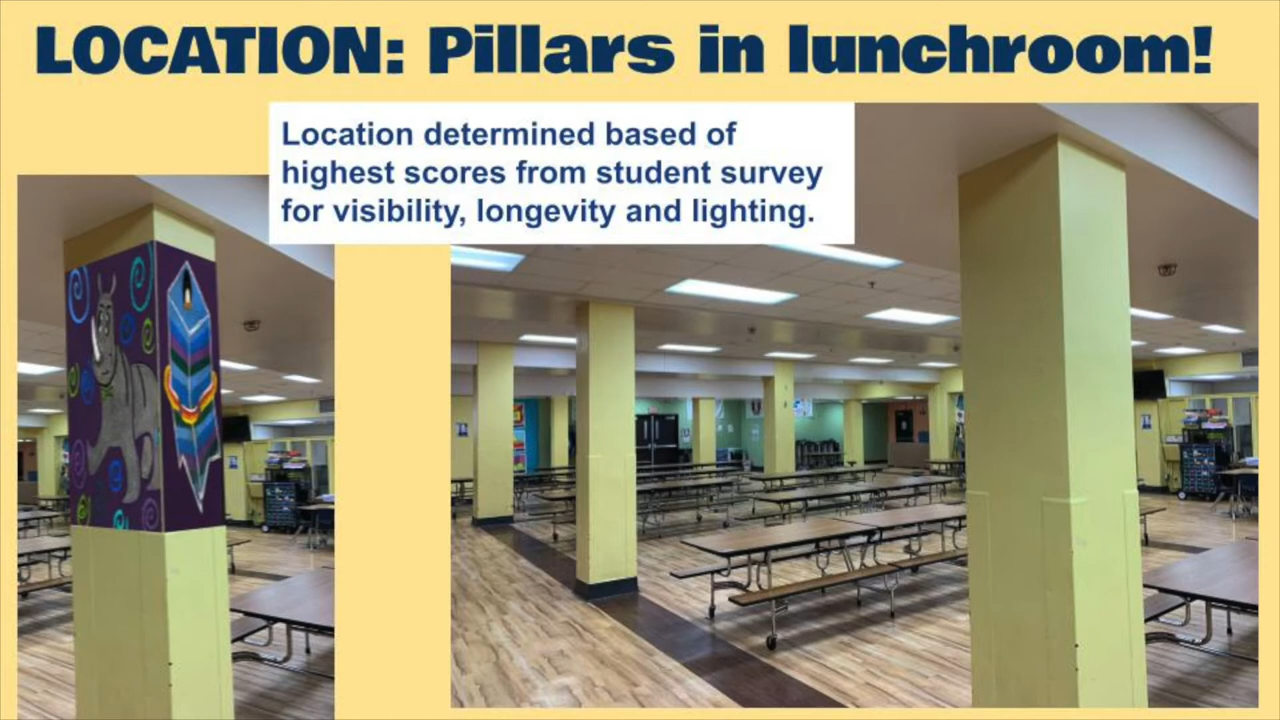 LOCATION: Pillars in lunchroom!
Location determined based of
highest scores from student survey
for visibility, longevity and lighting.